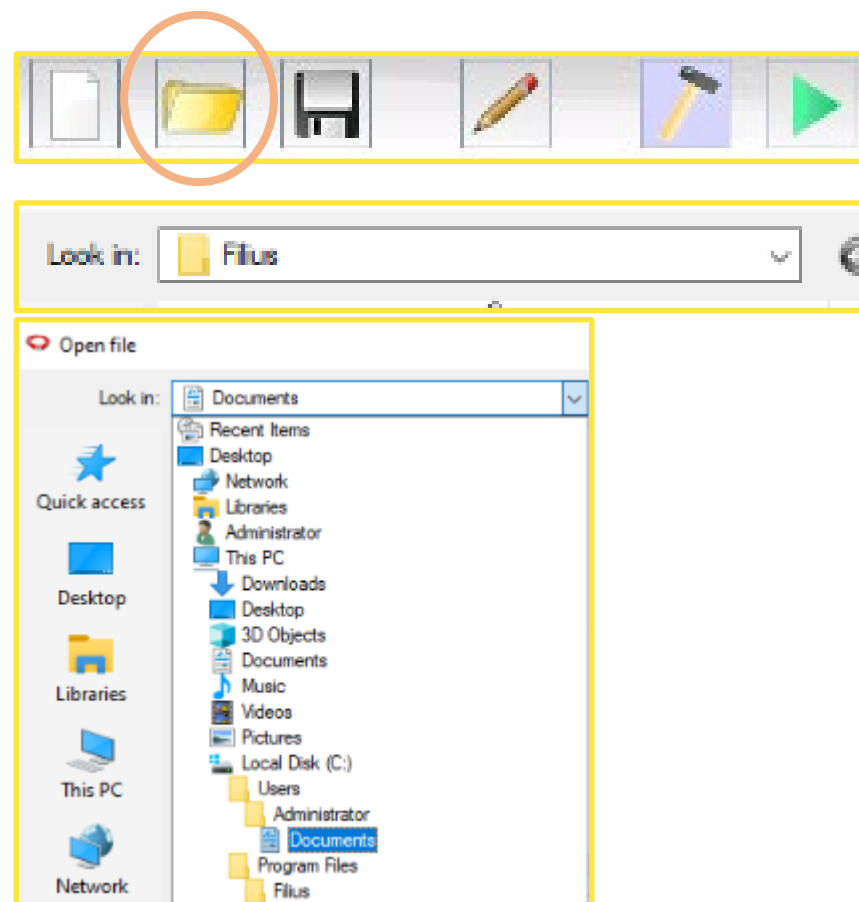 Look in: Filius
Open file
Look in: Documents
Recent Items
Desktop
Network
Quick access
Libraries
Administrator
This PC
Downloads
Desktop
Desktop
3D Objects
Documents
Libraries
Music
Videos
Pictures
Local Disk (C:)
This PC
Users
Administrator
Documents
Program Files
Network
Filius